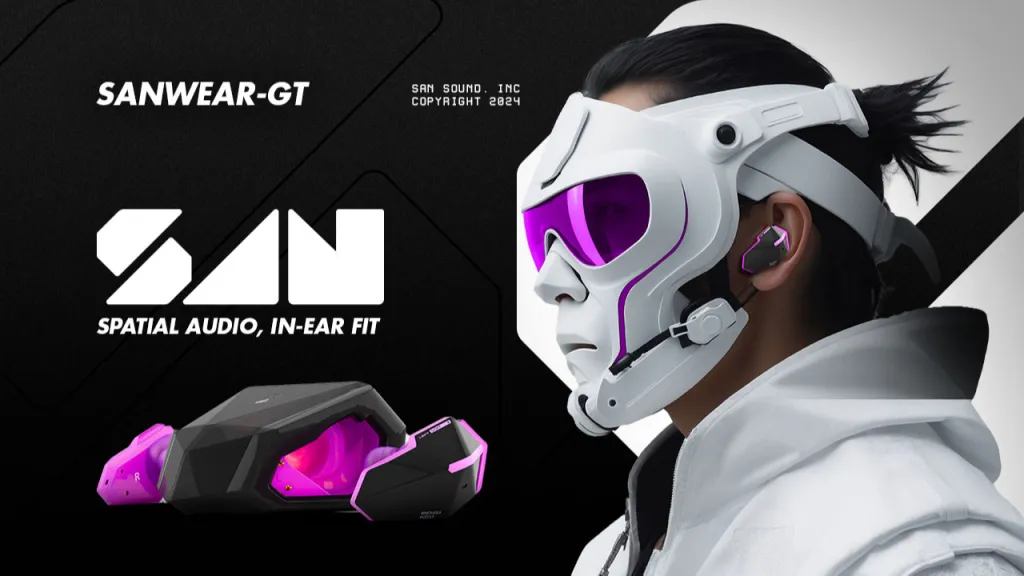 SANWEAR-GT
SAN SOUND. INC
COPYRIGHT 2024
SAN
SPATIAL AUDIO, IN-EAR FIT
R